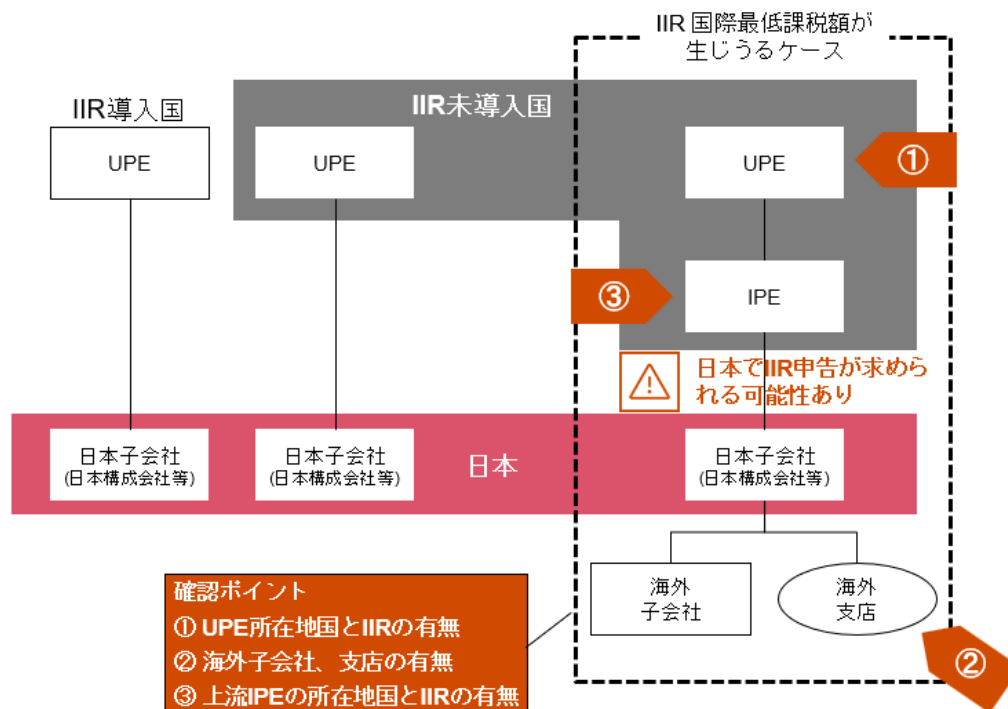 IIR 国際最低課税額が
生じうるケース
IIR導入国
IIR未導入国
UPE
UPE
UPE
①
③
IPE
日本でIIR申告が求めら
れる可能性あり
日本子会社
(日本構成会社等)
日本子会社
(日本構成会社等)
日本
日本子会社
(日本構成会社等)
海外
子会社
海外
支店
②
確認ポイント
① UPE所在地国とIIRの有無
② 海外子会社、支店の有無
③ 上流IPEの所在地国とIIRの有無